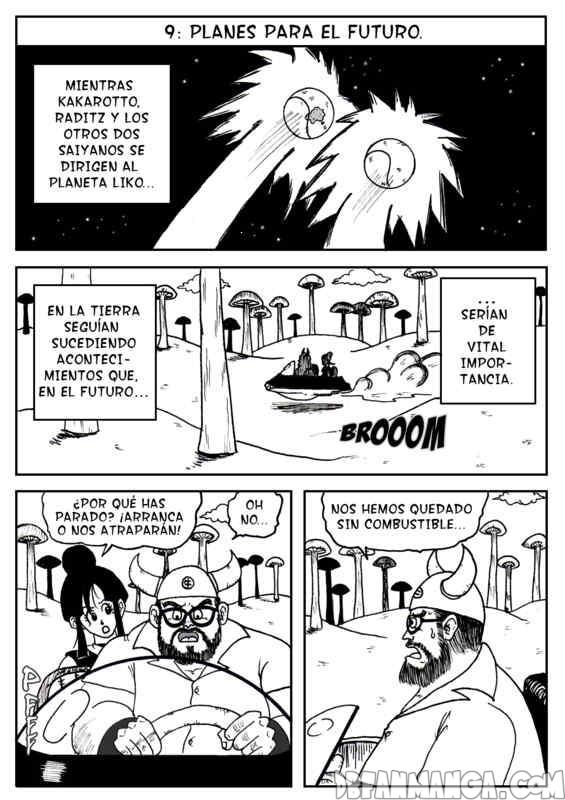 9: PLANES PARA EL FUTURO.
MIENTRAS
KAKAROTTO,
RADITZ Y LOS
OTROS DOS
SAIYANOS SE
DIRIGEN AL
PLANETA LIKO...
EN LA TIERRA
SEGUÍAN
SUCEDIENDO
ACONTECI-
MIENTOS QUE,
EN EL FUTURO...
...
SERÍAN
DE
VITAL
IMPOR-
TANCIA.
BROOOM
¿POR QUÉ HAS
PARADO? ¡ARRANCA
O NOS ATRAPARÁN!
OH
NO...
PFFF
NOS HEMOS QUEDADO
SIN COMBUSTIBLE...
DBFANMANGA.COM